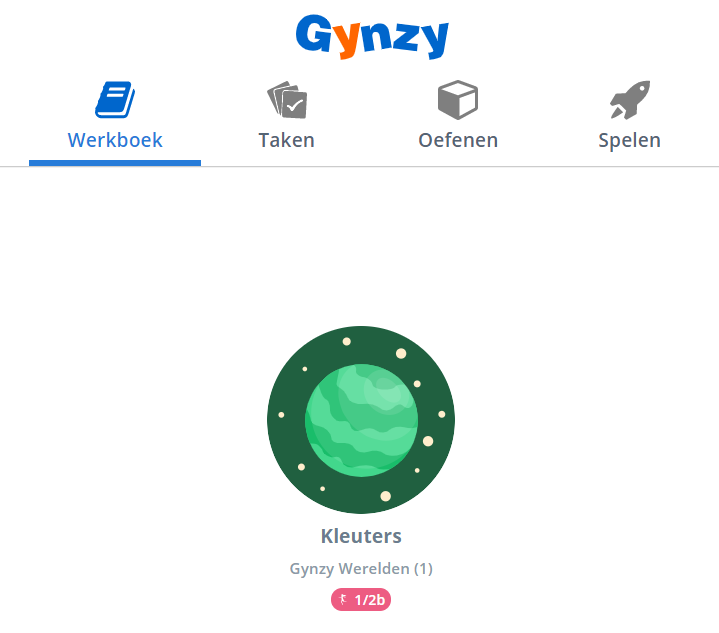 Gynzy
Werkboek
Taken
Oefenen
Spelen
Kleuters
Gynzy Werelden (1)
1/2b